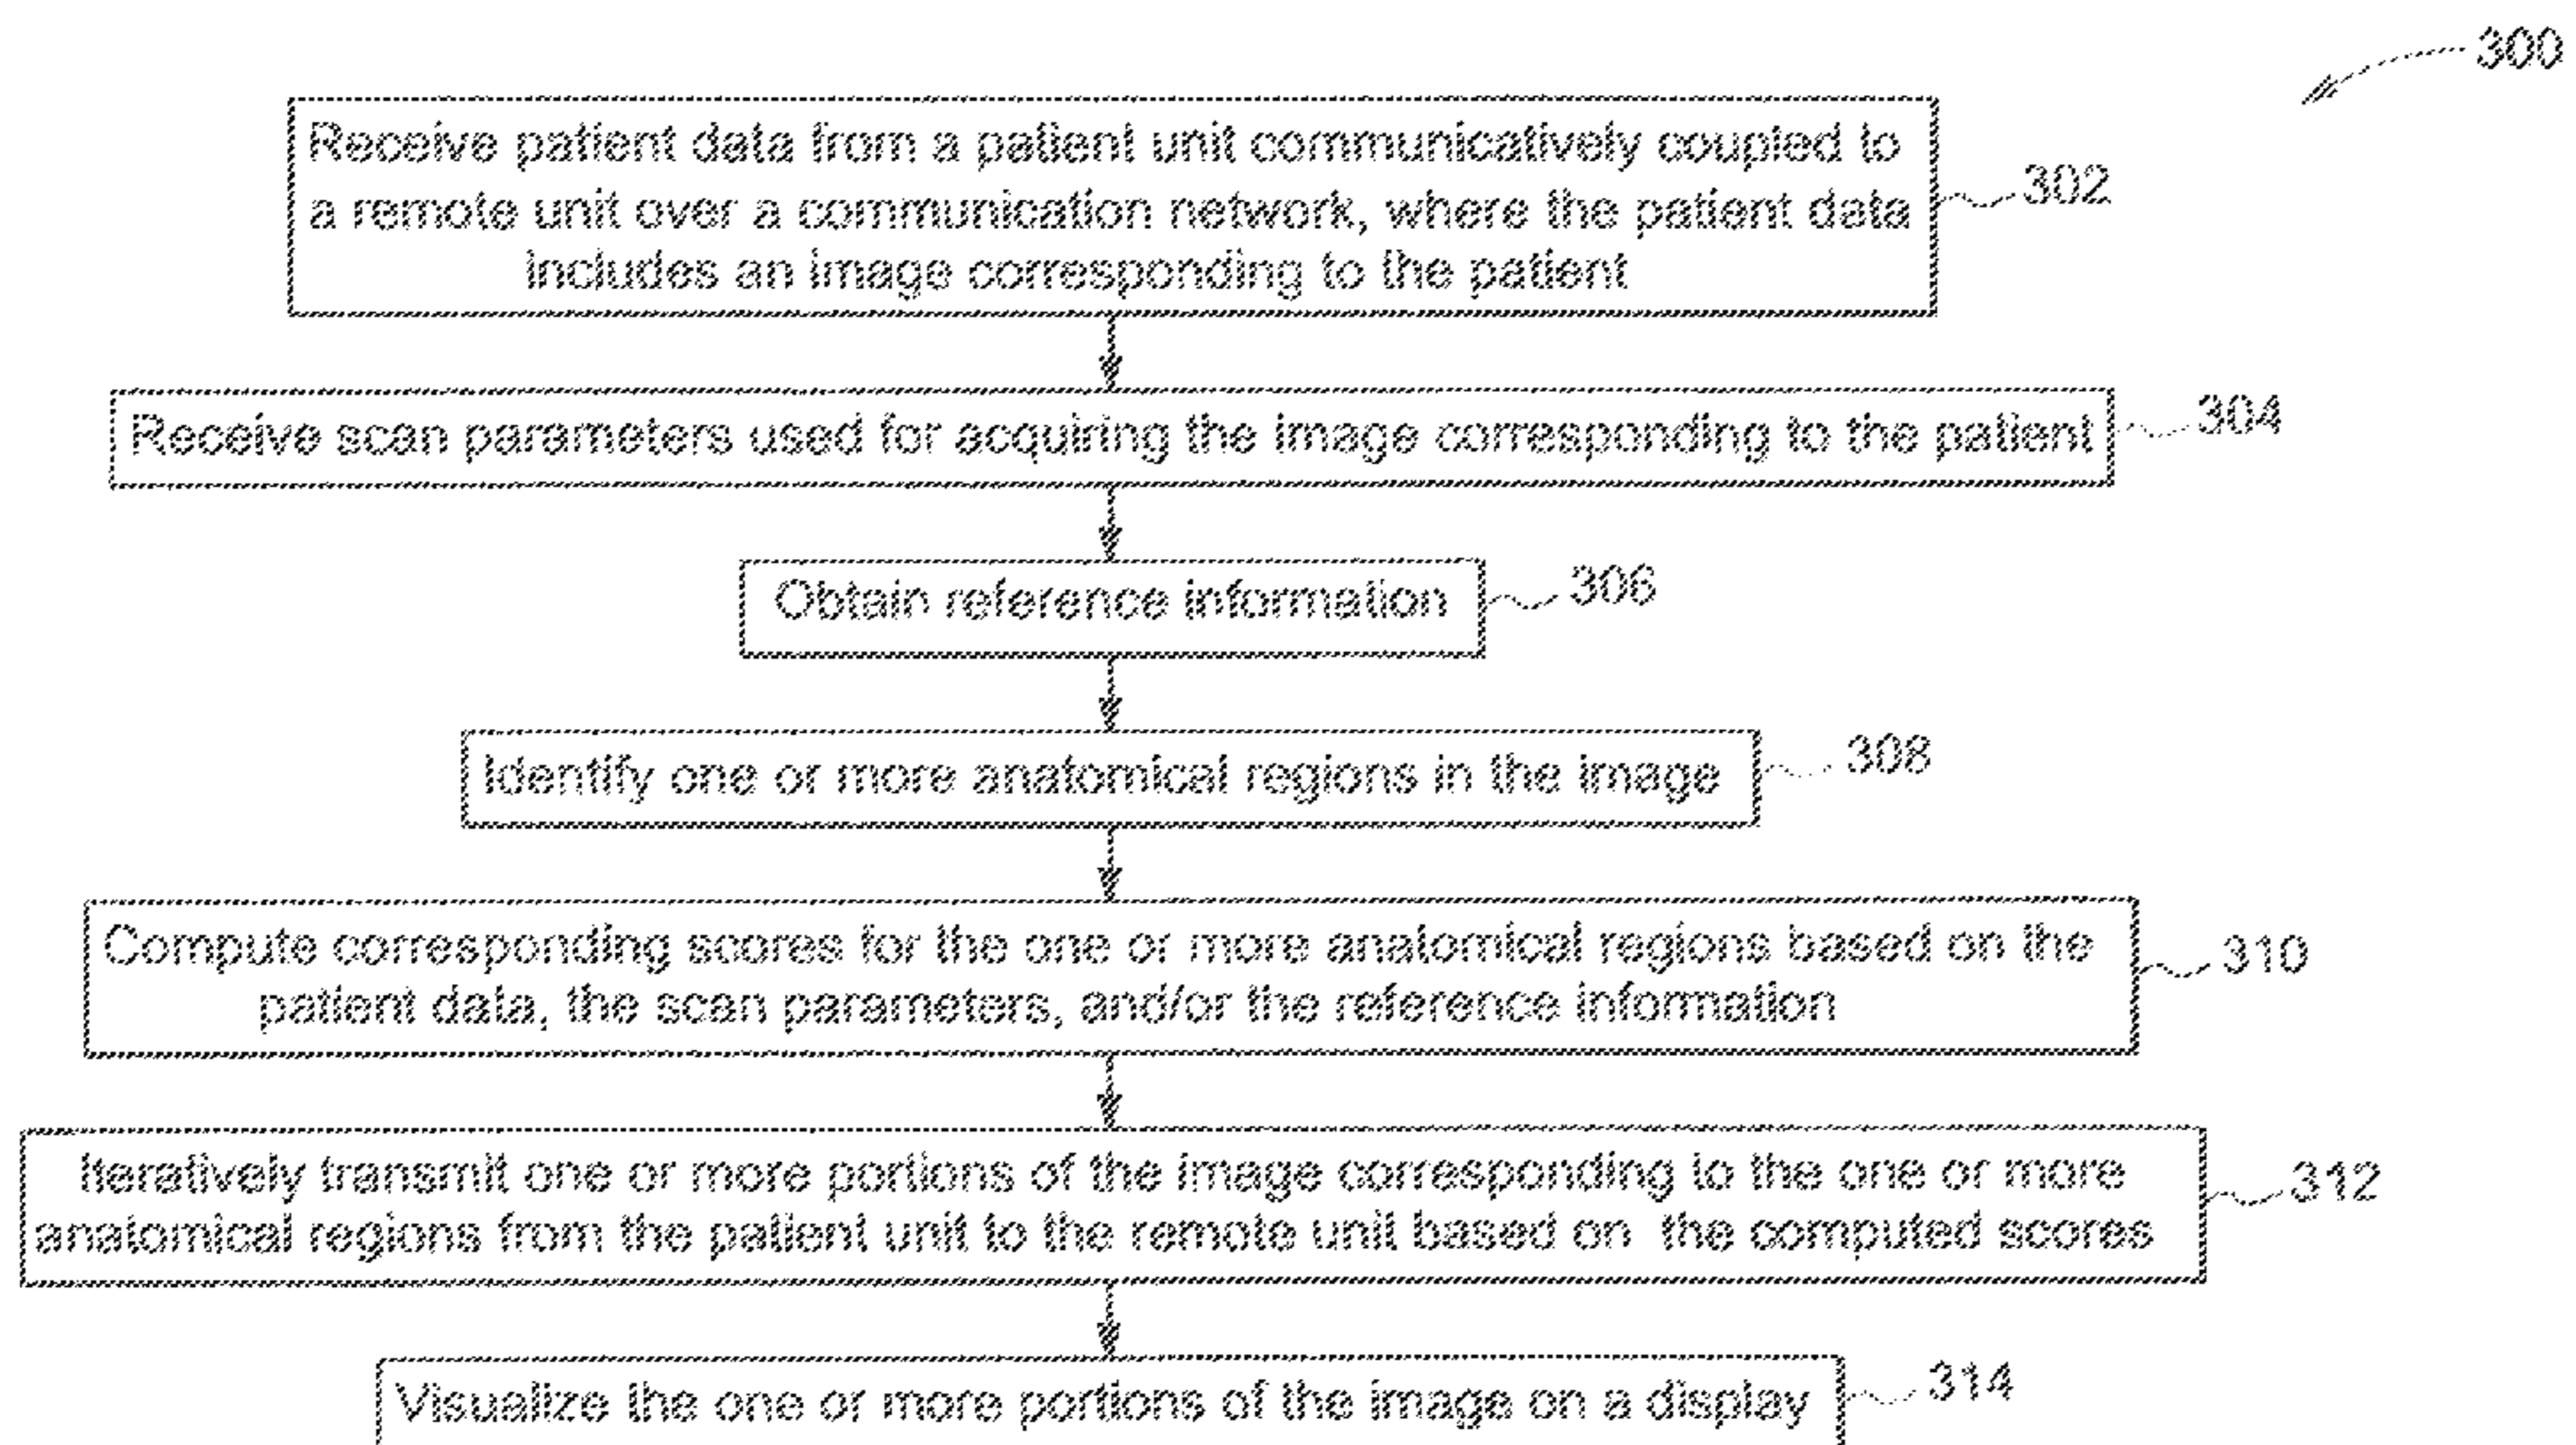 300
Receive patient data from a patient unit communicatively coupled to
a remote unit over a communication network, where the patient data
includes an image corresponding to the patient
302
Receive scan parameters used for acquiring the image corresponding to the patient
304
Obtain reference information
306
Identify one or more anatomical regions in the image
308
Compute corresponding scores for the one or more anatomical regions based on the
patient data, the scan parameters, and/or the reference information
310
Iteratively transmit one or more portions of the image corresponding to the one or more
anatomical regions from the patient unit to the remote unit based on the computed scores
312
Visualize the one or more portions of the image on a display
314